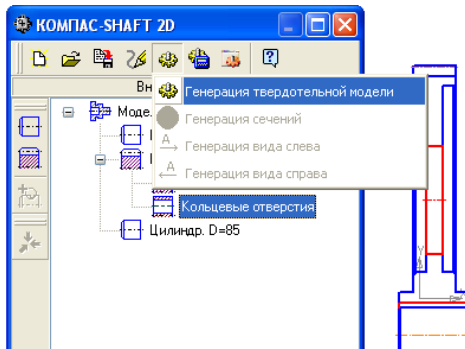 КОМПАС-SHAFT 2D
Вн
Генерация твердотельной модели
Моде.
Генерация сечений
Генерация вида слева
Генерация вида справа
Кольцевые отверстия
Цилиндр. D=85
Y